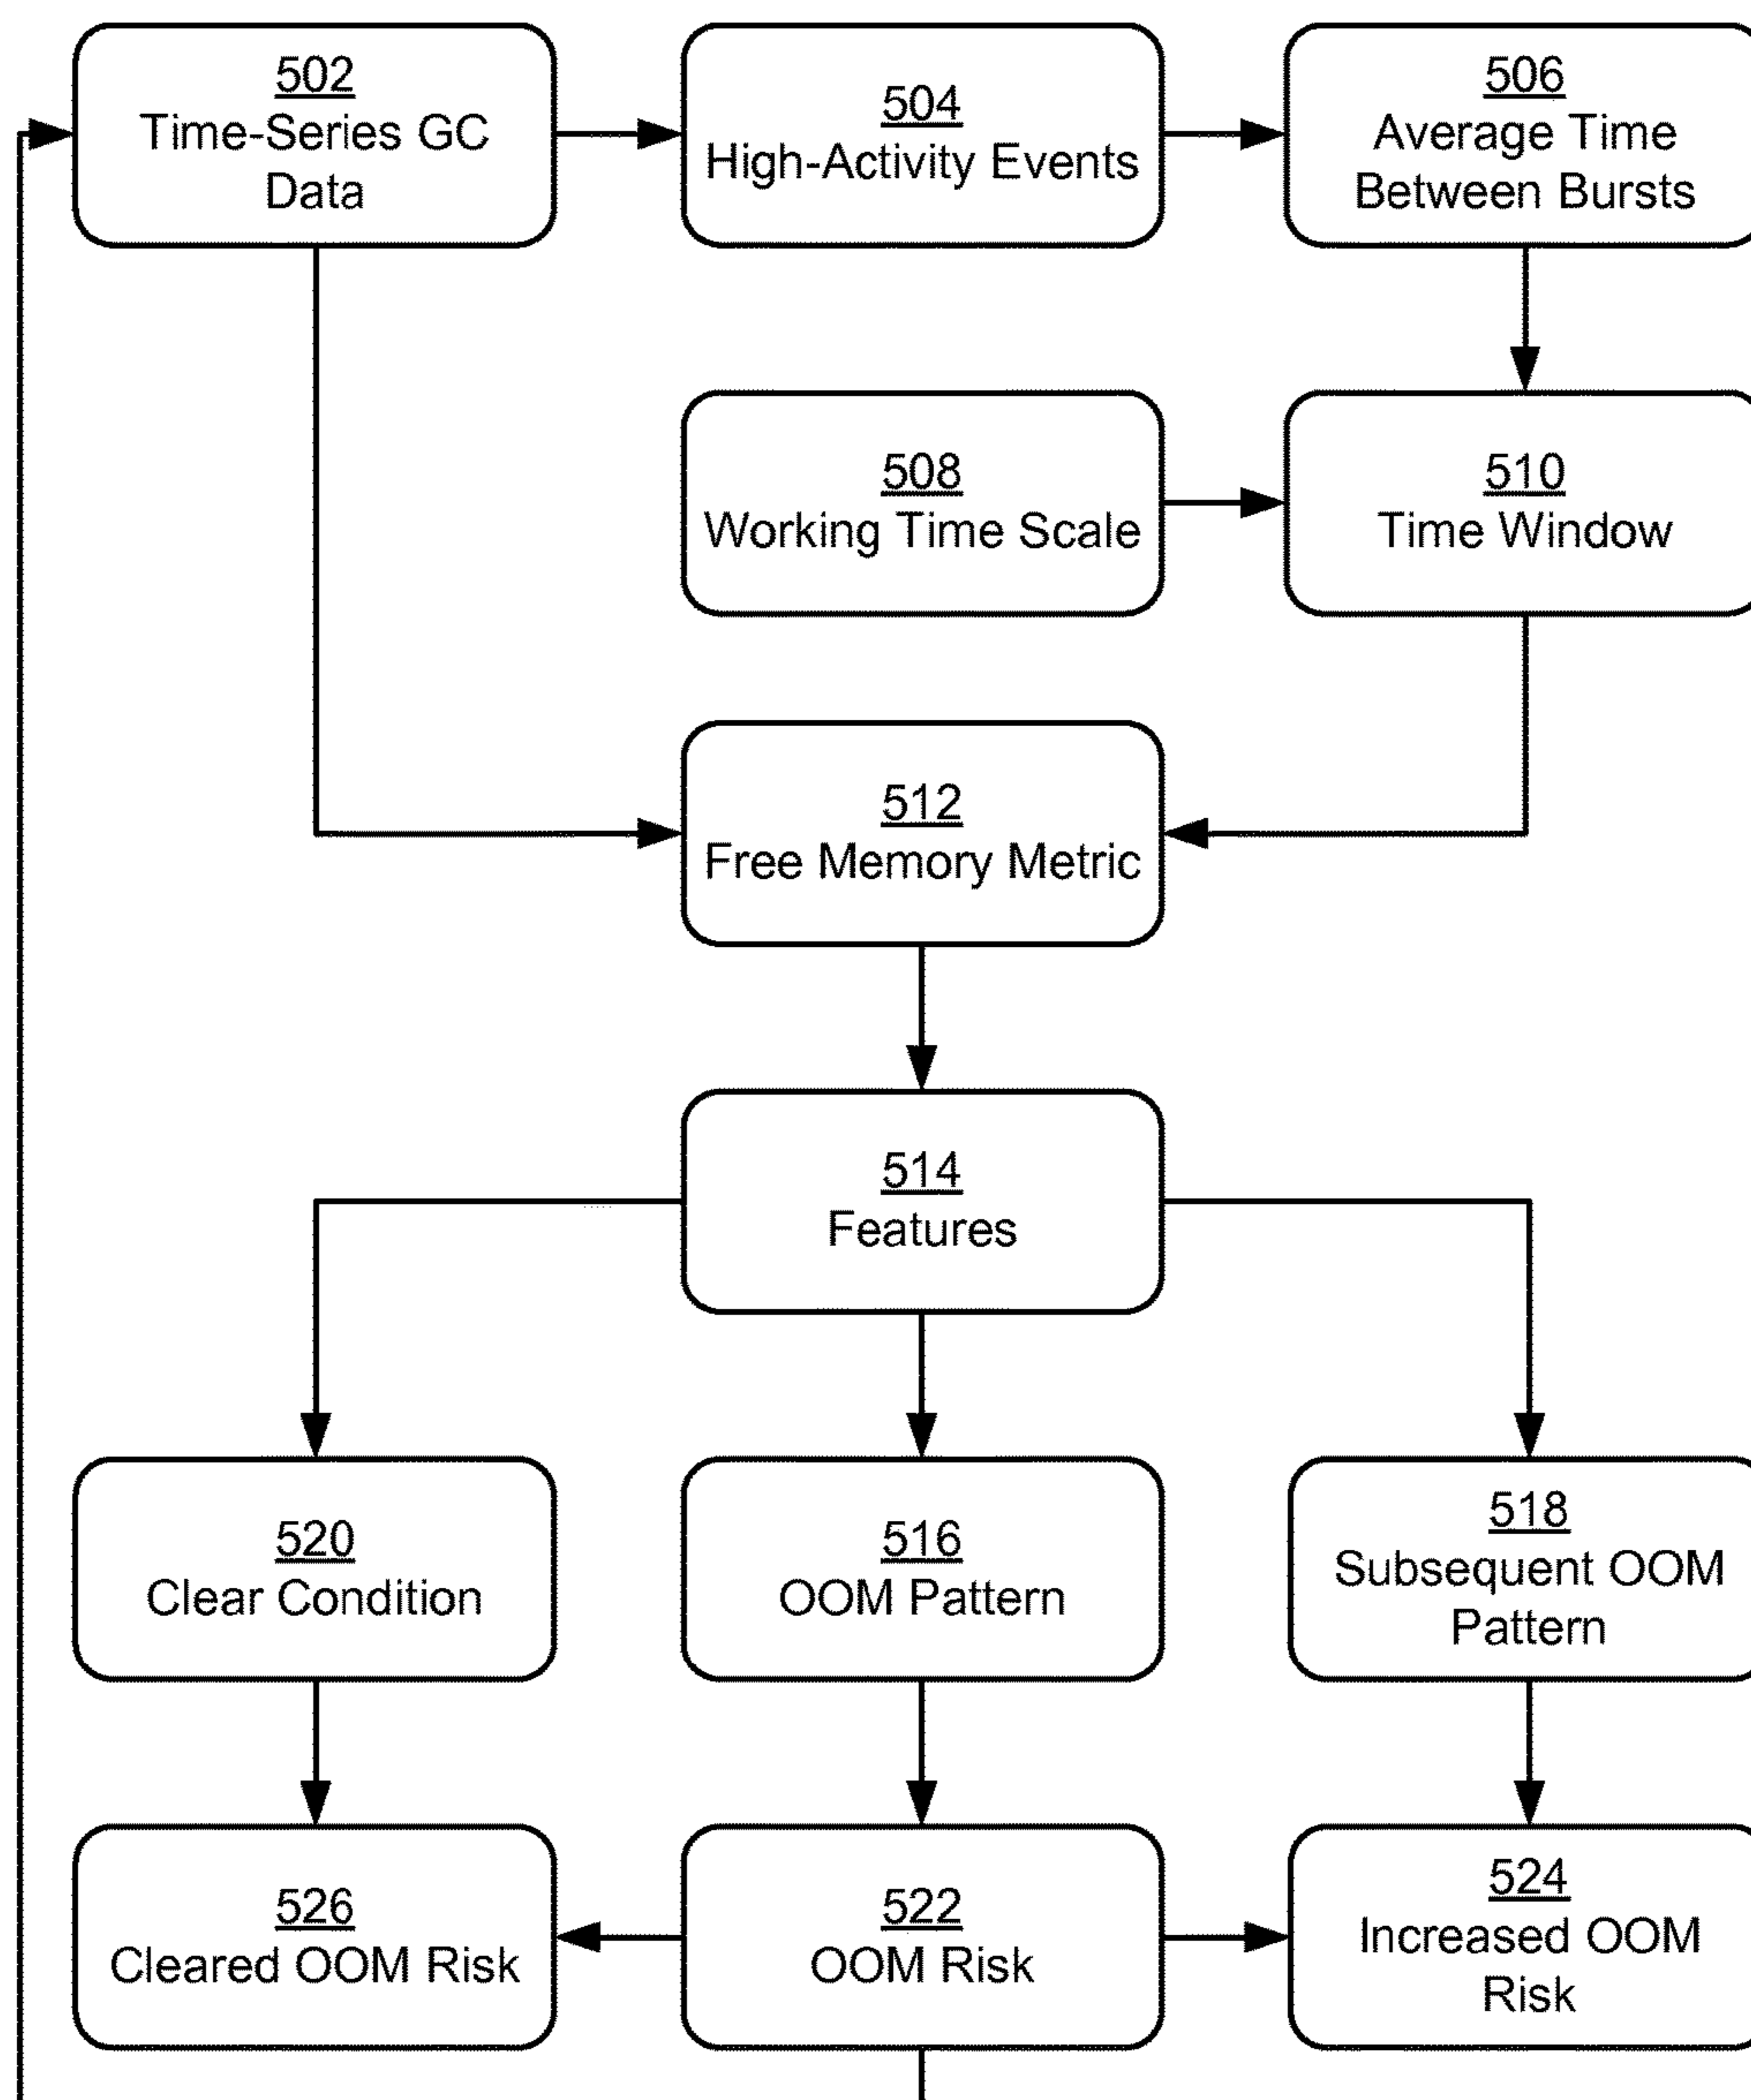 502
Time-Series GC
Data
504
High-Activity Events
506
Average Time
Between Bursts
508
Working Time Scale
510
Time Window
512
Free Memory Metric
514
Features
520
Clear Condition
516
OOM Pattern
518
Subsequent OOM
Pattern
526
Cleared OOM Risk
522
OOM Risk
524
Increased OOM
Risk